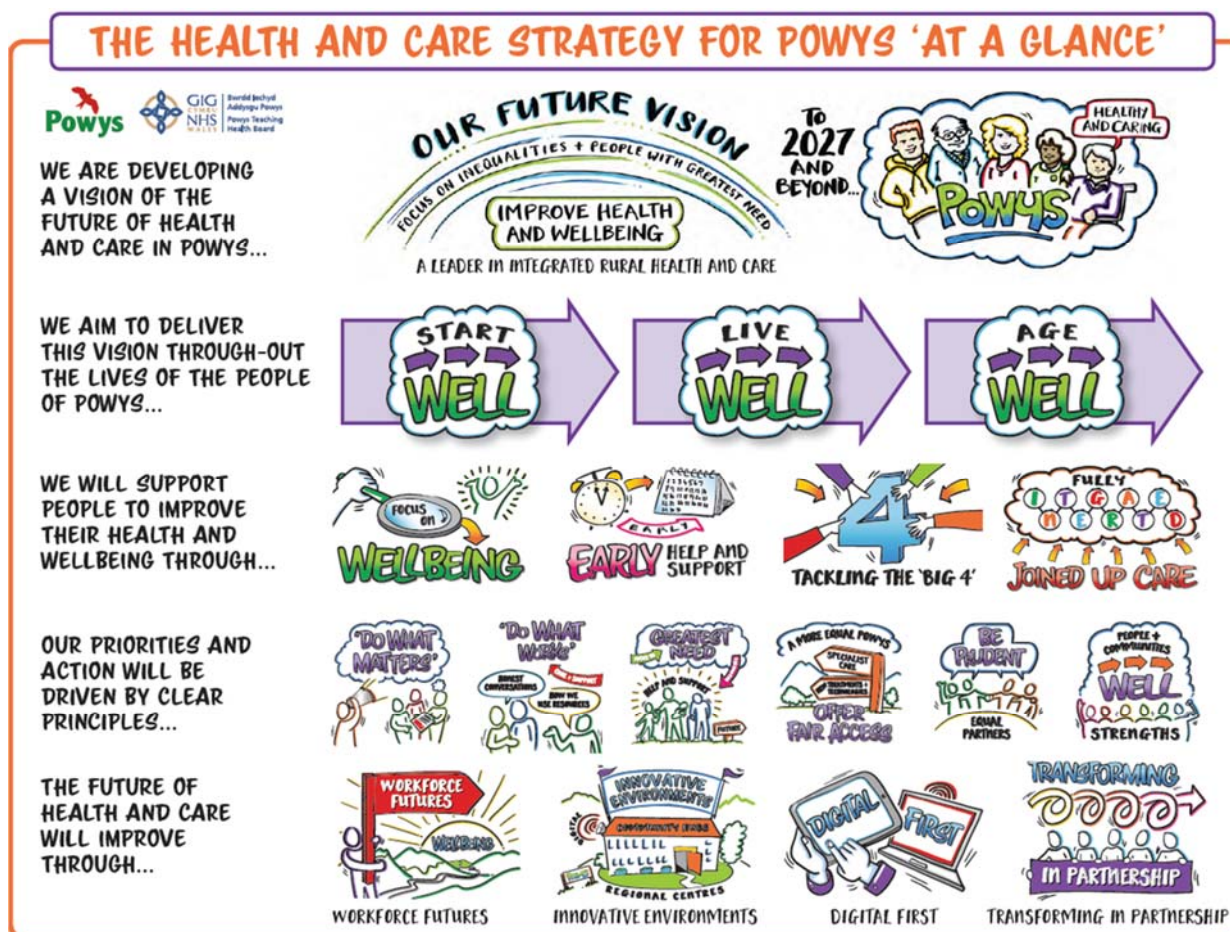 THE HEALTH AND CARE STRATEGY FOR POWYS ‘AT A GLANCE’
Powys
GIG
CYMRU
NHS
WALES
Bwrdd Iechyd
Addysgu Powys
Powys Teaching
Health Board
WE ARE DEVELOPING
A VISION OF THE
FUTURE OF HEALTH
AND CARE IN POWYS...
OUR FUTURE VISION
FOCUS ON INEQUALITIES + PEOPLE WITH GREATEST NEED
IMPROVE HEALTH
AND WELLBEING
A LEADER IN INTEGRATED RURAL HEALTH AND CARE
TO
2027
AND
BEYOND...
HEALTHY
AND CARING
POWYS
WE AIM TO DELIVER
THIS VISION THROUGH-OUT
THE LIVES OF THE PEOPLE
OF POWYS...
START
WELL
LIVE
WELL
AGE
WELL
WE WILL SUPPORT
PEOPLE TO IMPROVE
THEIR HEALTH AND
WELLBEING THROUGH...
FOCUS
ON
WELLBEING
EARLY
EARLY HELP AND
SUPPORT
4
TACKLING THE ‘BIG 4’
FULLY
I T G A E
N E R T D
JOINED UP CARE
OUR PRIORITIES AND
ACTION WILL BE
DRIVEN BY CLEAR
PRINCIPLES...
‘DO WHAT
MATTERS’
‘DO WHAT
WORKS’
HONEST
CONVERSATIONS
HOW WE
USE RESOURCES
GREATEST
NEED
HELP AND SUPPORT
FUTURE
A MORE EQUAL POWYS
SPECIALIST
CARE
TREATMENTS +
TECHNOLOGIES
OFFER
FAIR ACCESS
BE
PRUDENT
EQUAL
PARTNERS
PEOPLE +
COMMUNITIES
WELL
STRENGTHS
THE FUTURE OF
HEALTH AND CARE
WILL IMPROVE
THROUGH...
WORKFORCE
FUTURES
WELLBEING
WORKFORCE FUTURES
INNOVATIVE
ENVIRONMENTS
COMMUNITY HUBS
REGIONAL CENTRES
INNOVATIVE ENVIRONMENTS
DIGITAL
FIRST
DIGITAL FIRST
TRANSFORMING
IN PARTNERSHIP
TRANSFORMING IN PARTNERSHIP